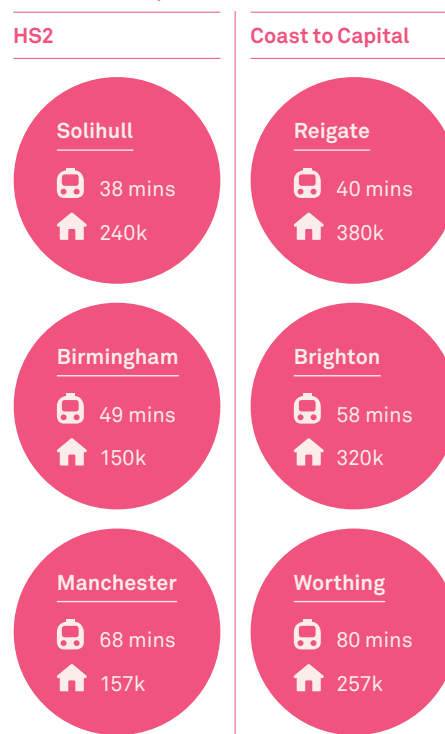 HS2
Solihull
38 mins
240k
Birmingham
49 mins
150k
Manchester
68 mins
157k
Coast to Capital
Reigate
40 mins
380k
Brighton
58 mins
320k
Worthing
80 mins
257k